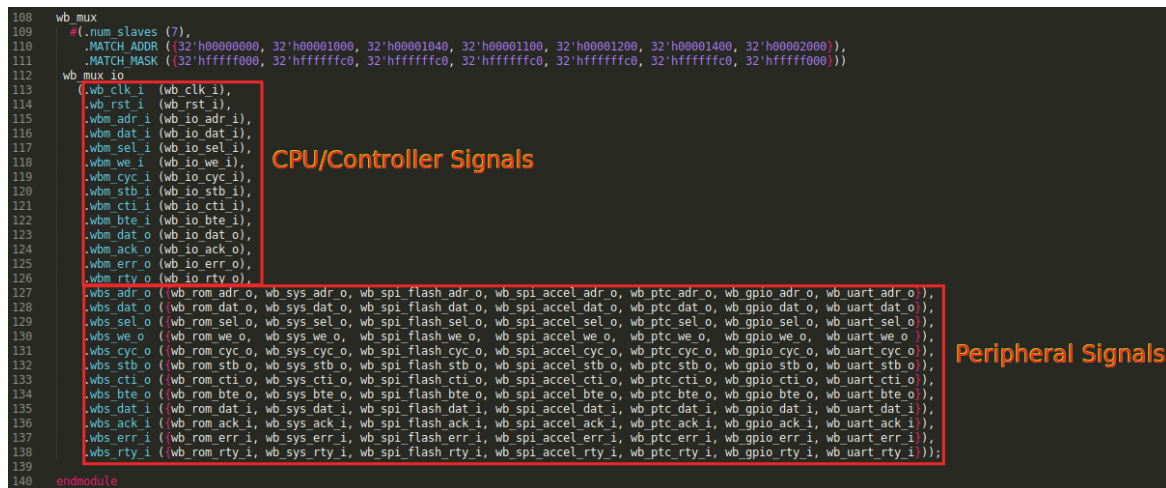 108 wb_mux
109 #(.num_slaves (7),
110 .MATCH_ADDR ({32'h00000000, 32'h00001000, 32'h00001040, 32'h00001100, 32'h00001200, 32'h00001400, 32'h00002000}),
111 .MATCH_MASK ({32'hfffff000, 32'hffffffc0, 32'hffffffc0, 32'hffffffc0, 32'hffffffc0, 32'hffffffc0, 32'hfffff000}))
112 wb_mux_io
113 (.wb_clk_i (wb_clk_i),
114 .wb_rst_i (wb_rst_i),
115 .wbm_adr_i (wb_io_adr_i),
116 .wbm_dat_i (wb_io_dat_i),
117 .wbm_sel_i (wb_io_sel_i),
118 .wbm_we_i (wb_io_we_i),
CPU/Controller Signals
119 .wbm_cyc_i (wb_io_cyc_i),
120 .wbm_stb_i (wb_io_stb_i),
121 .wbm_cti_i (wb_io_cti_i),
122 .wbm_bte_i (wb_io_bte_i),
123 .wbm_dat_o (wb_io_dat_o),
124 .wbm_ack_o (wb_io_ack_o),
125 .wbm_err_o (wb_io_err_o),
126 .wbm_rty_o (wb_io_rty_o),
127 .wbs_adr_o ({wb_rom_adr_o, wb_sys_adr_o, wb_spi_flash_adr_o, wb_spi_accel_adr_o, wb_ptc_adr_o, wb_gpio_adr_o, wb_uart_adr_o}),
128 .wbs_dat_o ({wb_rom_dat_o, wb_sys_dat_o, wb_spi_flash_dat_o, wb_spi_accel_dat_o, wb_ptc_dat_o, wb_gpio_dat_o, wb_uart_dat_o}),
129 .wbs_sel_o ({wb_rom_sel_o, wb_sys_sel_o, wb_spi_flash_sel_o, wb_spi_accel_sel_o, wb_ptc_sel_o, wb_gpio_sel_o, wb_uart_sel_o}),
130 .wbs_we_o ({wb_rom_we_o, wb_sys_we_o, wb_spi_flash_we_o, wb_spi_accel_we_o, wb_ptc_we_o, wb_gpio_we_o, wb_uart_we_o }),
131 .wbs_cyc_o ({wb_rom_cyc_o, wb_sys_cyc_o, wb_spi_flash_cyc_o, wb_spi_accel_cyc_o, wb_ptc_cyc_o, wb_gpio_cyc_o, wb_uart_cyc_o}),
Peripheral Signals
132 .wbs_stb_o ({wb_rom_stb_o, wb_sys_stb_o, wb_spi_flash_stb_o, wb_spi_accel_stb_o, wb_ptc_stb_o, wb_gpio_stb_o, wb_uart_stb_o}),
133 .wbs_cti_o ({wb_rom_cti_o, wb_sys_cti_o, wb_spi_flash_cti_o, wb_spi_accel_cti_o, wb_ptc_cti_o, wb_gpio_cti_o, wb_uart_cti_o}),
134 .wbs_bte_o ({wb_rom_bte_o, wb_sys_bte_o, wb_spi_flash_bte_o, wb_spi_accel_bte_o, wb_ptc_bte_o, wb_gpio_bte_o, wb_uart_bte_o}),
135 .wbs_dat_i ({wb_rom_dat_i, wb_sys_dat_i, wb_spi_flash_dat_i, wb_spi_accel_dat_i, wb_ptc_dat_i, wb_gpio_dat_i, wb_uart_dat_i}),
136 .wbs_ack_i ({wb_rom_ack_i, wb_sys_ack_i, wb_spi_flash_ack_i, wb_spi_accel_ack_i, wb_ptc_ack_i, wb_gpio_ack_i, wb_uart_ack_i}),
137 .wbs_err_i ({wb_rom_err_i, wb_sys_err_i, wb_spi_flash_err_i, wb_spi_accel_err_i, wb_ptc_err_i, wb_gpio_err_i, wb_uart_err_i}),
138 .wbs_rty_i ({wb_rom_rty_i, wb_sys_rty_i, wb_spi_flash_rty_i, wb_spi_accel_rty_i, wb_ptc_rty_i, wb_gpio_rty_i, wb_uart_rty_i}));
139
140 endmodule